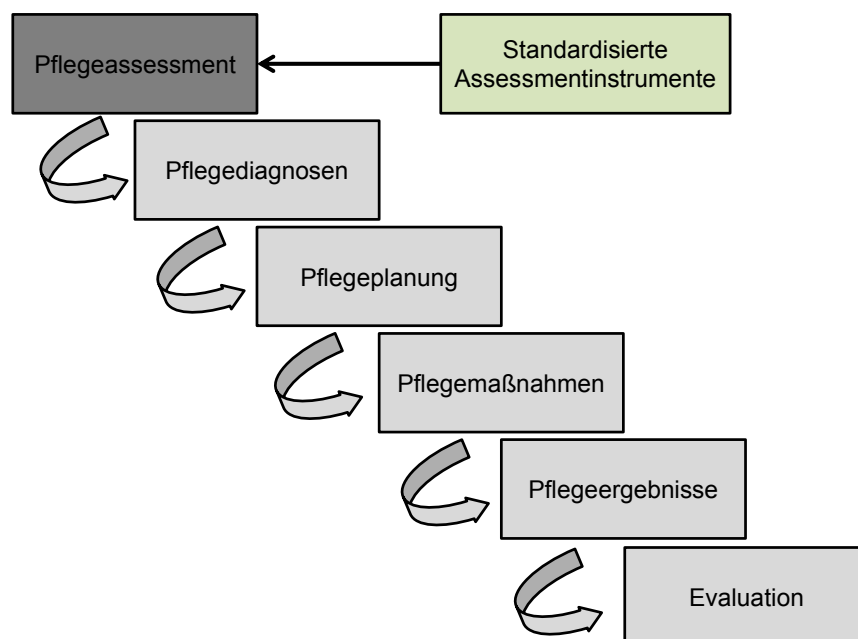 Pflegeassessment
Standardisierte
Assessmentinstrumente
Pflegediagnosen
Pflegeplanung
Pflegemaßnahmen
Pflegeergebnisse
Evaluation